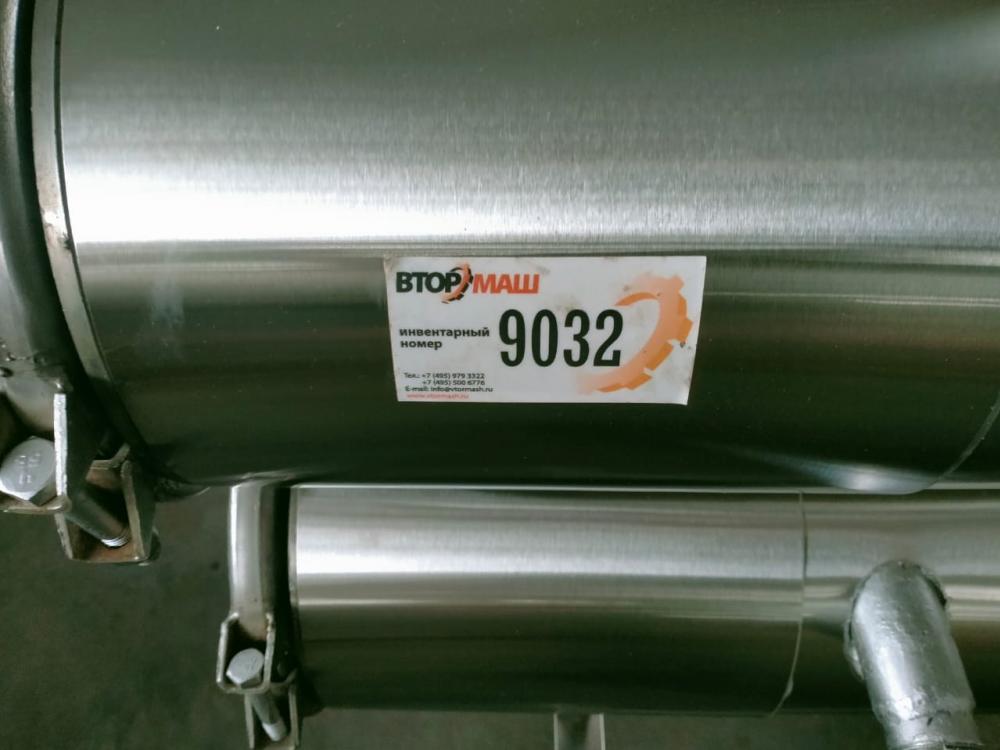 ВТОРМАШ
инвентарный
номер
9032
Тел.: +7 (495) 979 3322
+7 (495) 500 6776
E-mail: info@vtormash.ru
www.vtormash.ru